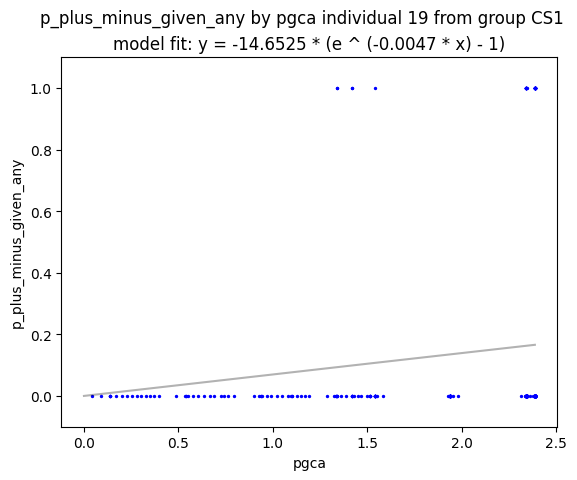 p_plus_minus_given_any by pgca individual 19 from group CS1
model fit: y = -14.6525 * (e ^ (-0.0047 * x) - 1)
1.0
0.8
0.6
0.4
0.2
0.0
p_plus_minus_given_any
0.0 0.5 1.0 1.5 2.0 2.5
pgca